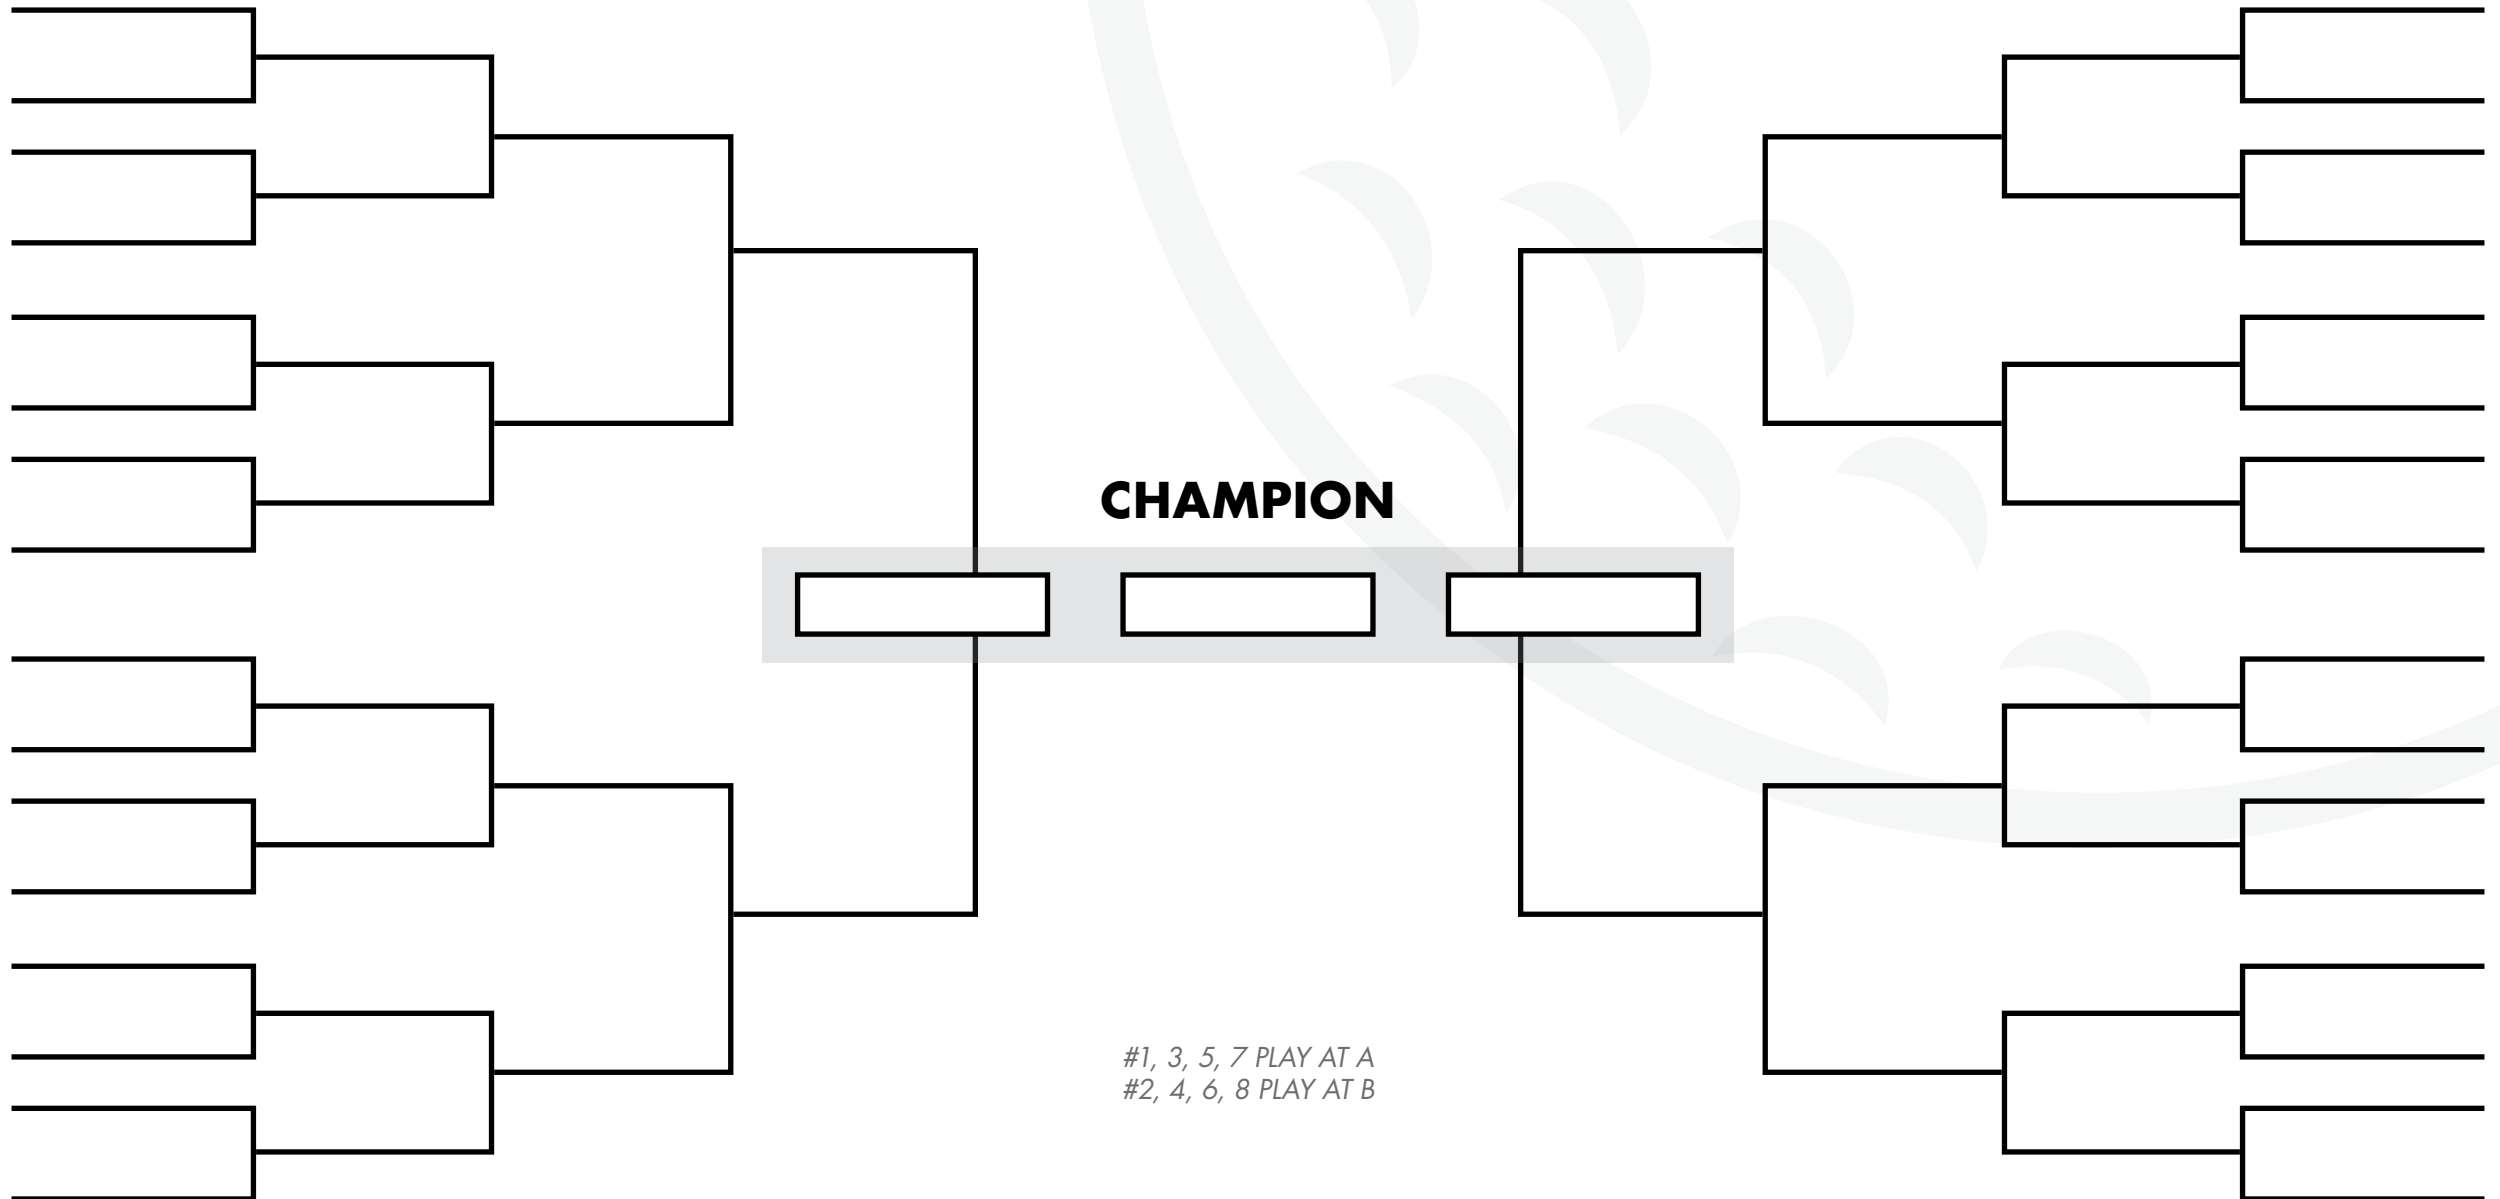 CHAMPION
#1, 3, 5, 7 PLAY AT A
#2, 4, 6, 8 PLAY AT B